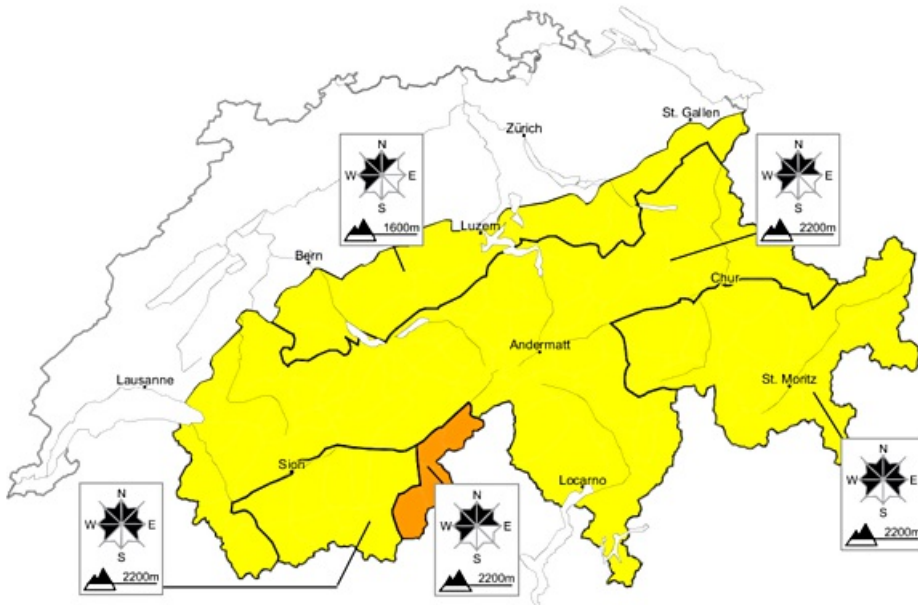 St. Gallen
Zürich
N
W E
S
1600m
N
W E
S
2200m
Luzern
Bern
Chur
Andermatt
Lausanne
St. Moritz
Sion
Locarno
N
W E
S
2200m
N
W E
S
2200m
N
W E
S
2200m